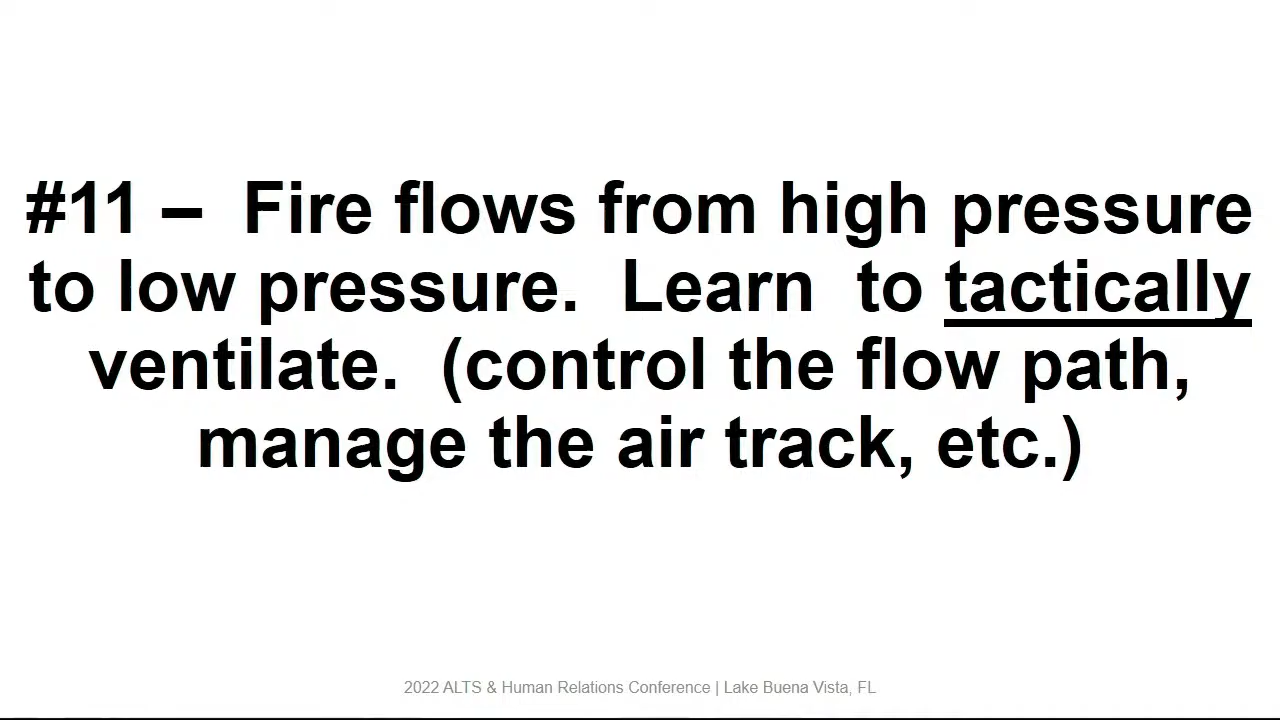 #11 –  Fire flows from high pressure
to low pressure.  Learn  to tactically
ventilate.  (control the flow path,
manage the air track, etc.)
2022 ALTS & Human Relations Conference | Lake Buena Vista, FL